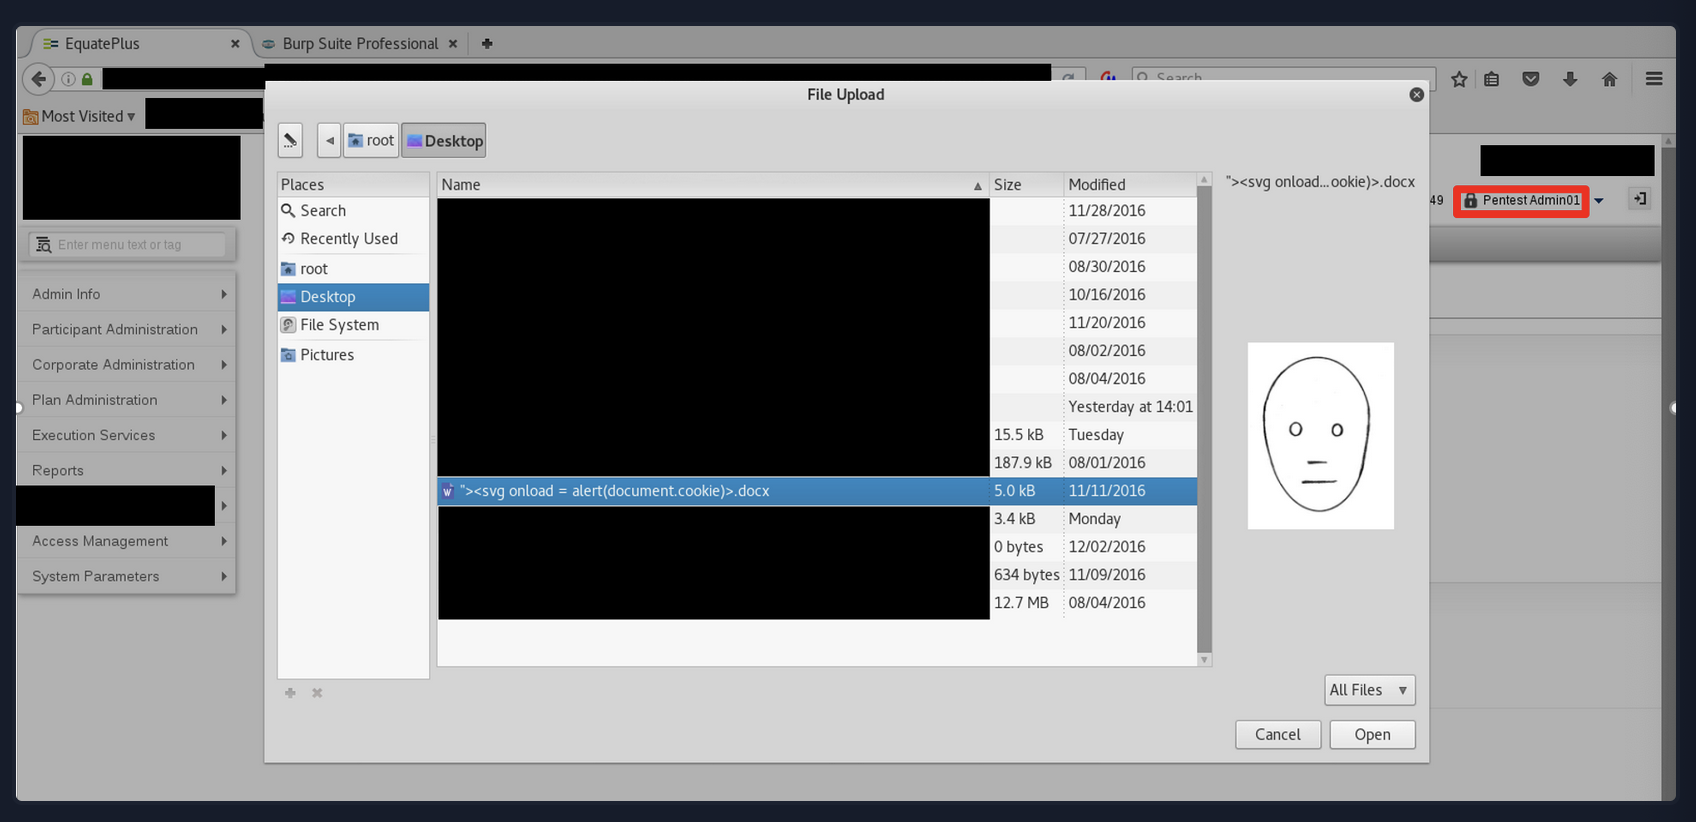 EquatePlus
Burp Suite Professional
Search
Most Visited
File Upload
root
Desktop
Places
Name
Size
Modified
"><svg onload...ookie)>.docx
49
Pentest Admin01
Enter menu text or tag
Search
Recently Used
root
Desktop
File System
Pictures
Admin Info
Participant Administration
Corporate Administration
Plan Administration
Execution Services
Reports
Access Management
System Parameters
11/28/2016
07/27/2016
08/30/2016
10/16/2016
11/20/2016
08/02/2016
08/04/2016
Yesterday at 14:01
15.5 kB Tuesday
187.9 kB 08/01/2016
"><svg onload = alert(document.cookie)>.docx 5.0 kB 11/11/2016
3.4 kB Monday
0 bytes 12/02/2016
634 bytes 11/09/2016
12.7 MB 08/04/2016
All Files
Cancel
Open